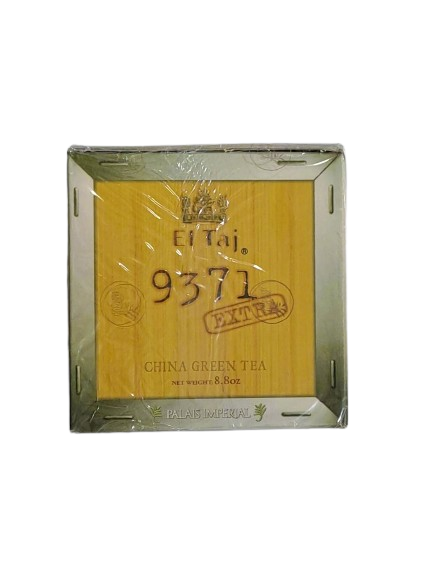 El Taj®
9371
EXTRA
CHINA GREEN TEA
NET WEIGHT: 8.8OZ
PALAIS IMPERIAL